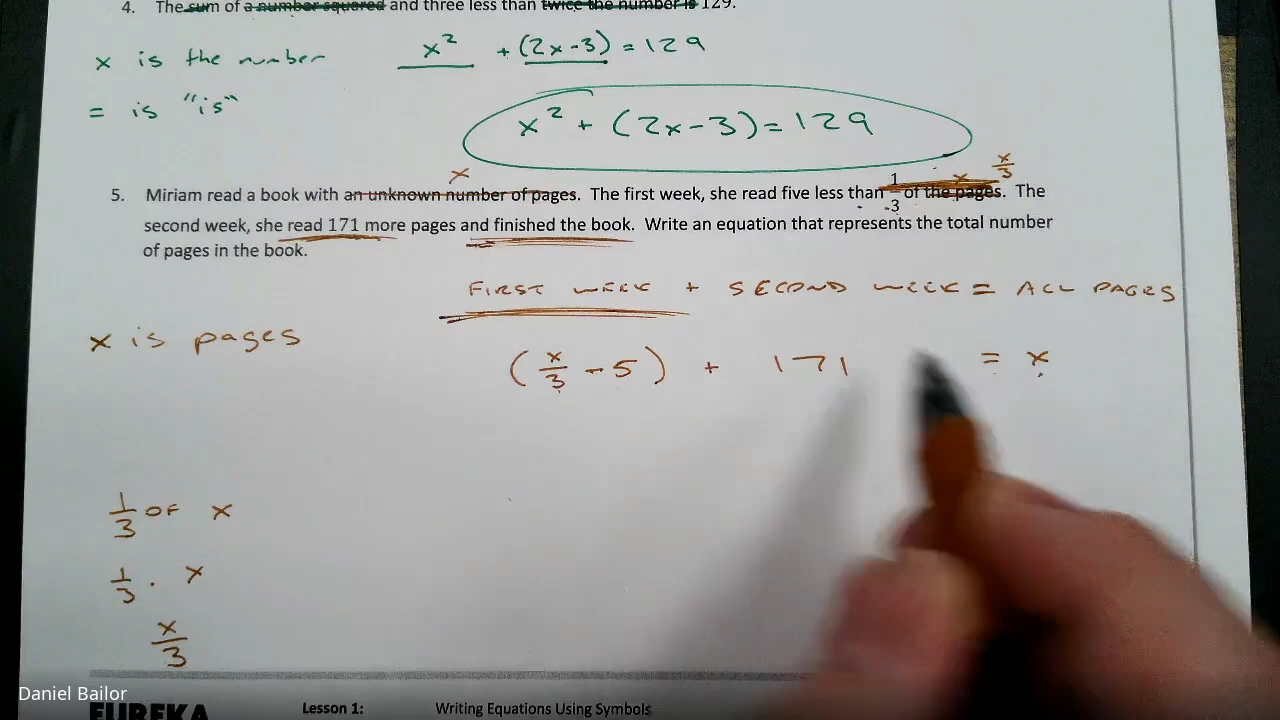 4. The sum of a number squared and three less than twice the number is 129.
x is the number
x² + (2x-3) = 129
= is "is"
x² + (2x-3) = 129
x
x/3
5. Miriam read a book with an unknown number of pages. The first week, she read five less than 1/3 of the pages. The
second week, she read 171 more pages and finished the book. Write an equation that represents the total number
of pages in the book.
FIRST WEEK + SECOND WEEK = ALL PAGES
x is pages
(x/3 - 5) + 171 = x
1/3 OF x
1/3 · x
x/3
Daniel Bailor
EUREKA
Lesson 1: Writing Equations Using Symbols